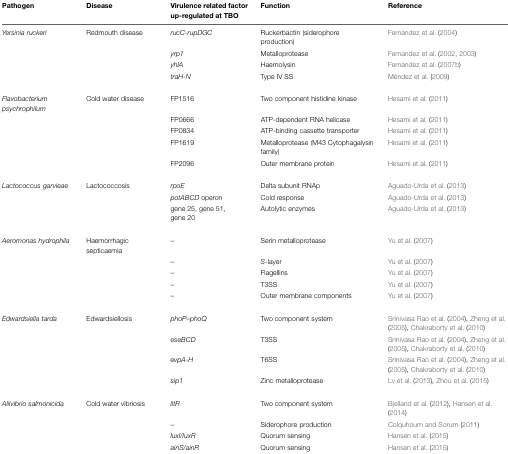 Pathogen Disease Virulence related factor up-regulated at TBO Function Reference
Yersinia ruckeri Redmouth disease rucC-rupDGC Ruckerbactin (siderophore production) Fernandez et al. (2004)
yrp1 Metalloprotease Fernandez et al. (2002, 2003)
yhlA Haemolysin Fernandez et al. (2007b)
traH-N Type IV SS Méndez et al. (2009)
Flavobacterium psychrophilum Cold water disease FP1516 Two component histidine kinase Hesami et al. (2011)
FP0666 ATP-dependent RNA helicase Hesami et al. (2011)
FP0834 ATP-binding cassette transporter Hesami et al. (2011)
FP1619 Metalloprotease (M43 Cytophagalysin family) Hesami et al. (2011)
FP2096 Outer membrane protein Hesami et al. (2011)
Lactococcus garvieae Lactococcosis rpoE Delta subunit RNAp Aguado-Urda et al. (2013)
potABCD operon Cold response Aguado-Urda et al. (2013)
gene 25, gene 51, gene 20 Autolytic enzymes Aguado-Urda et al. (2013)
Aeromonas hydrophila Haemorrhagic septicaemia – Serin metalloprotease Yu et al. (2007)
– S-layer Yu et al. (2007)
– Flagellins Yu et al. (2007)
– T3SS Yu et al. (2007)
– Outer membrane components Yu et al. (2007)
Edwardsiella tarda Edwardsiellosis phoP–phoQ Two component system Srinivasa Rao et al. (2004), Zheng et al. (2005), Chakraborty et al. (2010)
eseBCD T3SS Srinivasa Rao et al. (2004), Zheng et al. (2005), Chakraborty et al. (2010)
evpA-H T6SS Srinivasa Rao et al. (2004), Zheng et al. (2005), Chakraborty et al. (2010)
sip1 Zinc metalloprotease Lv et al. (2013), Zhou et al. (2015)
Aliivibrio salmonicida Cold water vibriosis litR Two component system Bjelland et al. (2012), Hansen et al. (2014)
– Siderophore production Colquhoun and Sorum (2011)
luxI/luxR Quorum sensing Hansen et al. (2015)
ainS/ainR Quorum sensing Hansen et al. (2015)